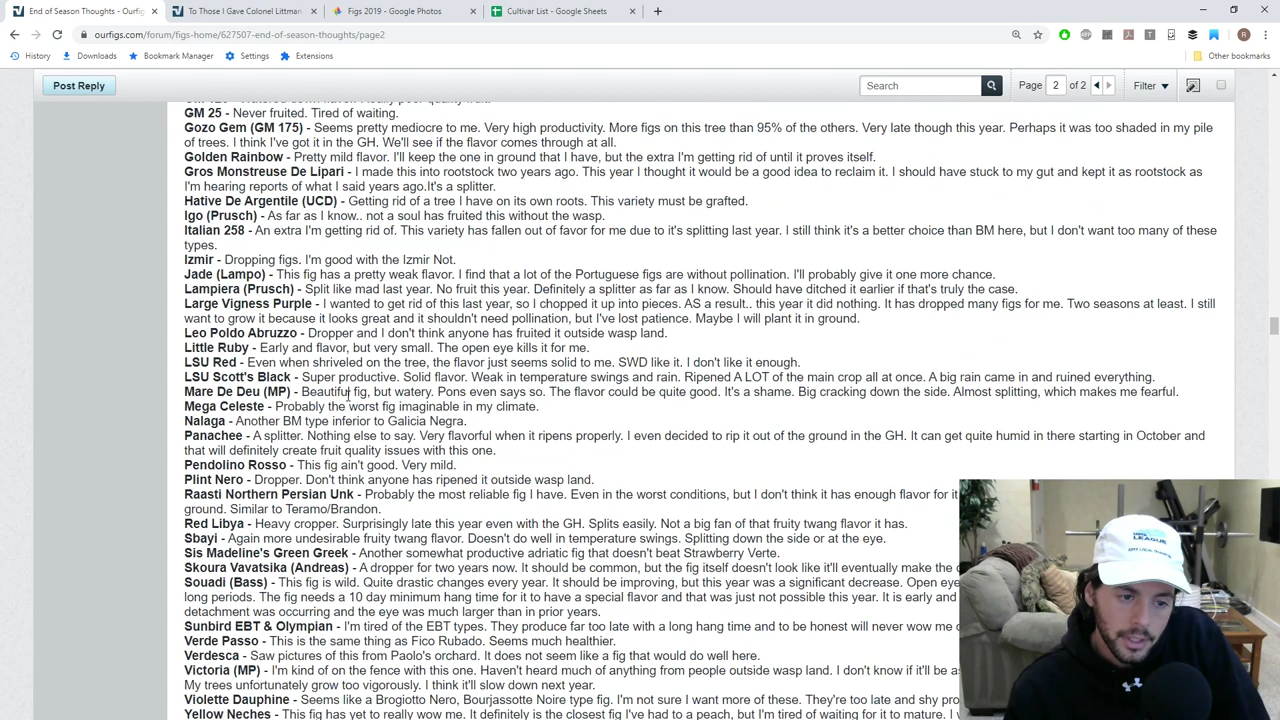 End of Season Thoughts - Ourfig
To Those I Gave Colonel Littman
Figs 2019 - Google Photos
Cultivar List - Google Sheets
ourfigs.com/forum/figs-home/627507-end-of-season-thoughts/page2
History
Downloads
Bookmark Manager
Settings
Extensions
Other bookmarks
Post Reply
Search
Page 2 of 2
Filter
GM 25 - Never fruited. Tired of waiting.
Gozo Gem (GM 175) - Seems pretty mediocre to me. Very high productivity. More figs on this tree than 95% of the others. Very late though this year. Perhaps it was too shaded in my pile
of trees. I think I've got it in the GH. We'll see if the flavor comes through at all.
Golden Rainbow - Pretty mild flavor. I'll keep the one in ground that I have, but the extra I'm getting rid of until it proves itself.
Gros Monstreuse De Lipari - I made this into rootstock two years ago. This year I thought it would be a good idea to reclaim it. I should have stuck to my gut and kept it as rootstock as
I'm hearing reports of what I said years ago.It's a splitter.
Hative De Argentile (UCD) - Getting rid of a tree I have on its own roots. This variety must be grafted.
Igo (Prusch) - As far as I know.. not a soul has fruited this without the wasp.
Italian 258 - An extra I'm getting rid of. This variety has fallen out of favor for me due to it's splitting last year. I still think it's a better choice than BM here, but I don't want too many of these
types.
Izmir - Dropping figs. I'm good with the Izmir Not.
Jade (Lampo) - This fig has a pretty weak flavor. I find that a lot of the Portuguese figs are without pollination. I'll probably give it one more chance.
Lampiera (Prusch) - Split like mad last year. No fruit this year. Definitely a splitter as far as I know. Should have ditched it earlier if that's truly the case.
Large Vigness Purple - I wanted to get rid of this last year, so I chopped it up into pieces. AS a result.. this year it did nothing. It has dropped many figs for me. Two seasons at least. I still
want to grow it because it looks great and it shouldn't need pollination, but I've lost patience. Maybe I will plant it in ground.
Leo Poldo Abruzzo - Dropper and I don't think anyone has fruited it outside wasp land.
Little Ruby - Early and flavor, but very small. The open eye kills it for me.
LSU Red - Even when shriveled on the tree, the flavor just seems solid to me. SWD like it. I don't like it enough.
LSU Scott's Black - Super productive. Solid flavor. Weak in temperature swings and rain. Ripened A LOT of the main crop all at once. A big rain came in and ruined everything.
Mare De Deu (MP) - Beautiful fig, but watery. Pons even says so. The flavor could be quite good. It's a shame. Big cracking down the side. Almost splitting, which makes me fearful.
Mega Celeste - Probably the worst fig imaginable in my climate.
Nalaga - Another BM type inferior to Galicia Negra.
Panachee - A splitter. Nothing else to say. Very flavorful when it ripens properly. I even decided to rip it out of the ground in the GH. It can get quite humid in there starting in October and
that will definitely create fruit quality issues with this one.
Pendolino Rosso - This fig ain't good. Very mild.
Plint Nero - Dropper. Don't think anyone has ripened it outside wasp land.
Raasti Northern Persian Unk - Probably the most reliable fig I have. Even in the worst conditions, but I don't think it has enough flavor for it
ground. Similar to Teramo/Brandon.
Red Libya - Heavy cropper. Surprisingly late this year even with the GH. Splits easily. Not a big fan of that fruity twang flavor it has.
Sbayi - Again more undesirable fruity twang flavor. Doesn't do well in temperature swings. Splitting down the side or at the eye.
Sis Madeline's Green Greek - Another somewhat productive adriatic fig that doesn't beat Strawberry Verte.
Skoura Vavatsika (Andreas) - A dropper for two years now. It should be common, but the fig itself doesn't look like it'll eventually make the
Souadi (Bass) - This fig is wild. Quite drastic changes every year. It should be improving, but this year was a significant decrease. Open eye
long periods. The fig needs a 10 day minimum hang time for it to have a special flavor and that was just not possible this year. It is early and
detachment was occurring and the eye was much larger than in prior years.
Sunbird EBT & Olympian - I'm tired of the EBT types. They produce far too late with a long hang time and to be honest will never wow me
Verde Passo - This is the same thing as Fico Rubado. Seems much healthier.
Verdesca - Saw pictures of this from Paolo's orchard. It does not seem like a fig that would do well here.
Victoria (MP) - I'm kind of on the fence with this one. Haven't heard much of anything from people outside wasp land. I don't know if it'll be
My trees unfortunately grow too vigorously. I think it'll slow down next year.
Violette Dauphine - Seems like a Brogiotto Nero, Bourjassotte Noire type fig. I'm not sure I want more of these. They're too late and shy
Yellow Neches - This fig has yet to really wow me. It definitely is the closest fig I've had to a peach, but I'm tired of waiting for it to mature. I
LEAGUE